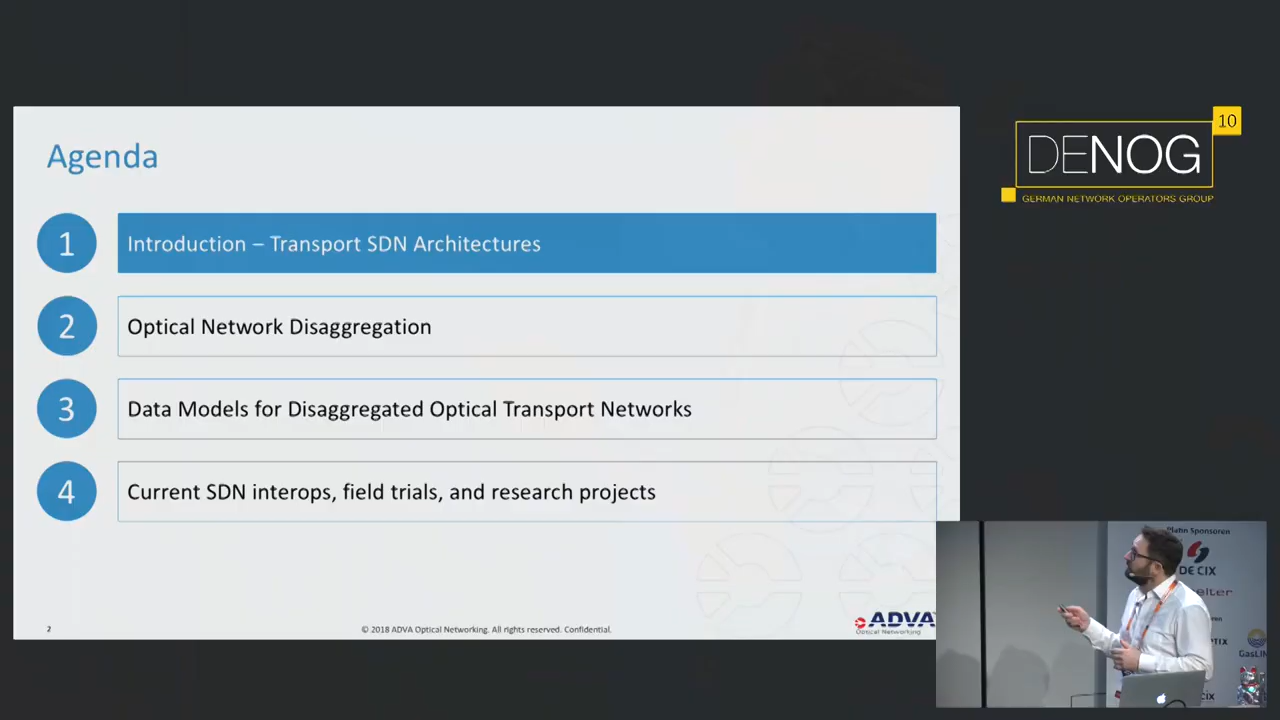 Agenda
1 Introduction – Transport SDN Architectures
2 Optical Network Disaggregation
3 Data Models for Disaggregated Optical Transport Networks
4 Current SDN interops, field trials, and research projects
2
© 2018 ADVA Optical Networking. All rights reserved. Confidential.
ADVA
Optical Networking
10
DENOG
GERMAN NETWORK OPERATORS GROUP
Platin Sponsoren
DE CIX